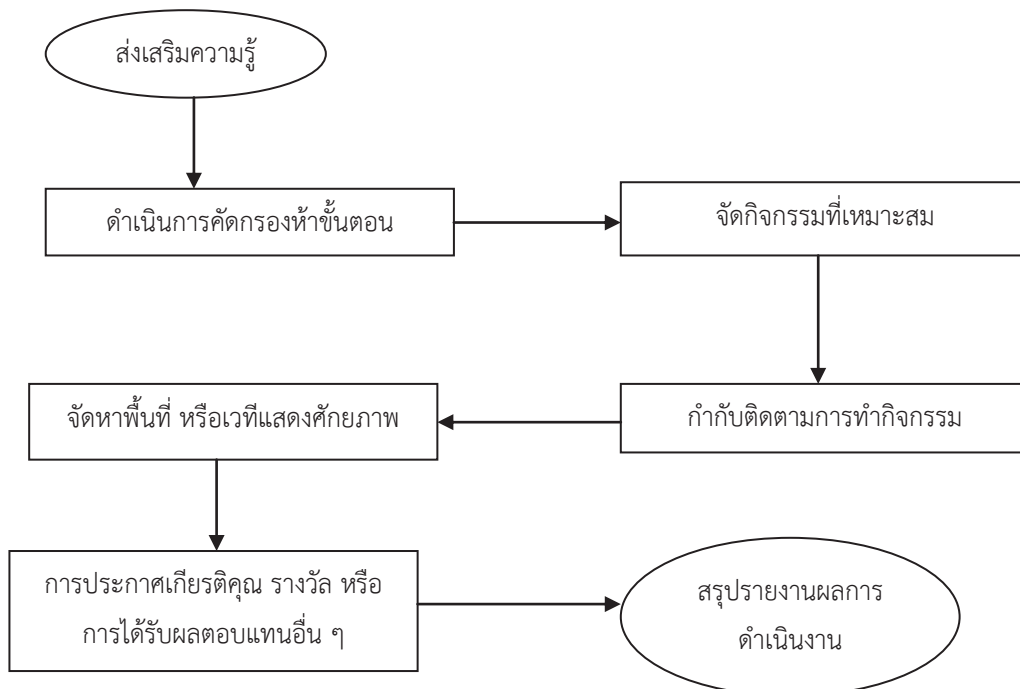 ส่งเสริมความรู้
ดำเนินการคัดกรองห้าขั้นตอน
จัดกิจกรรมที่เหมาะสม
กำกับติดตามการทำกิจกรรม
จัดหาพื้นที่ หรือเวทีแสดงศักยภาพ
การประกาศเกียรติคุณ รางวัล หรือ
การได้รับผลตอบแทนอื่น ๆ
สรุปรายงานผลการ
ดำเนินงาน